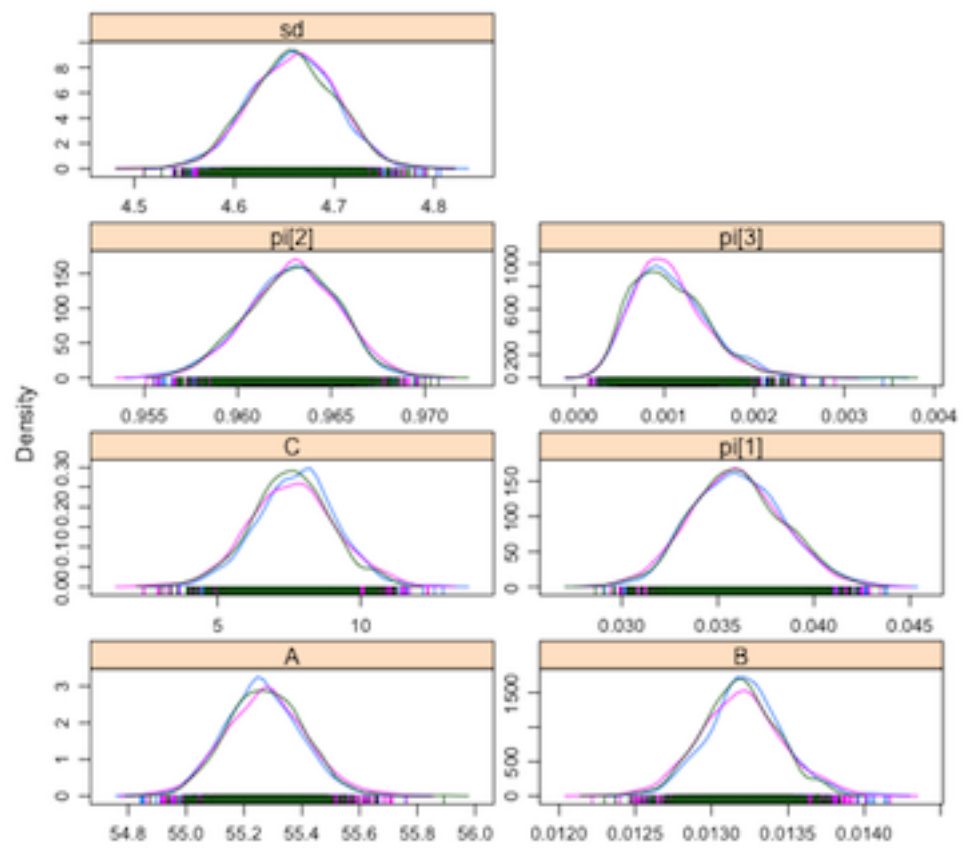 sd
0 2 4 6 8
4.5 4.6 4.7 4.8
pi[2] pi[3]
0 50 100 150
0 200 600 1000
0.955 0.960 0.965 0.970
0.000 0.001 0.002 0.003 0.004
Density
C pi[1]
0.00 0.10 0.20 0.30
0 50 100 150
5 10
0.030 0.035 0.040 0.045
A B
0 1 2 3
0 500 1500
54.8 55.0 55.2 55.4 55.6 55.8 56.0
0.0120 0.0125 0.0130 0.0135 0.0140